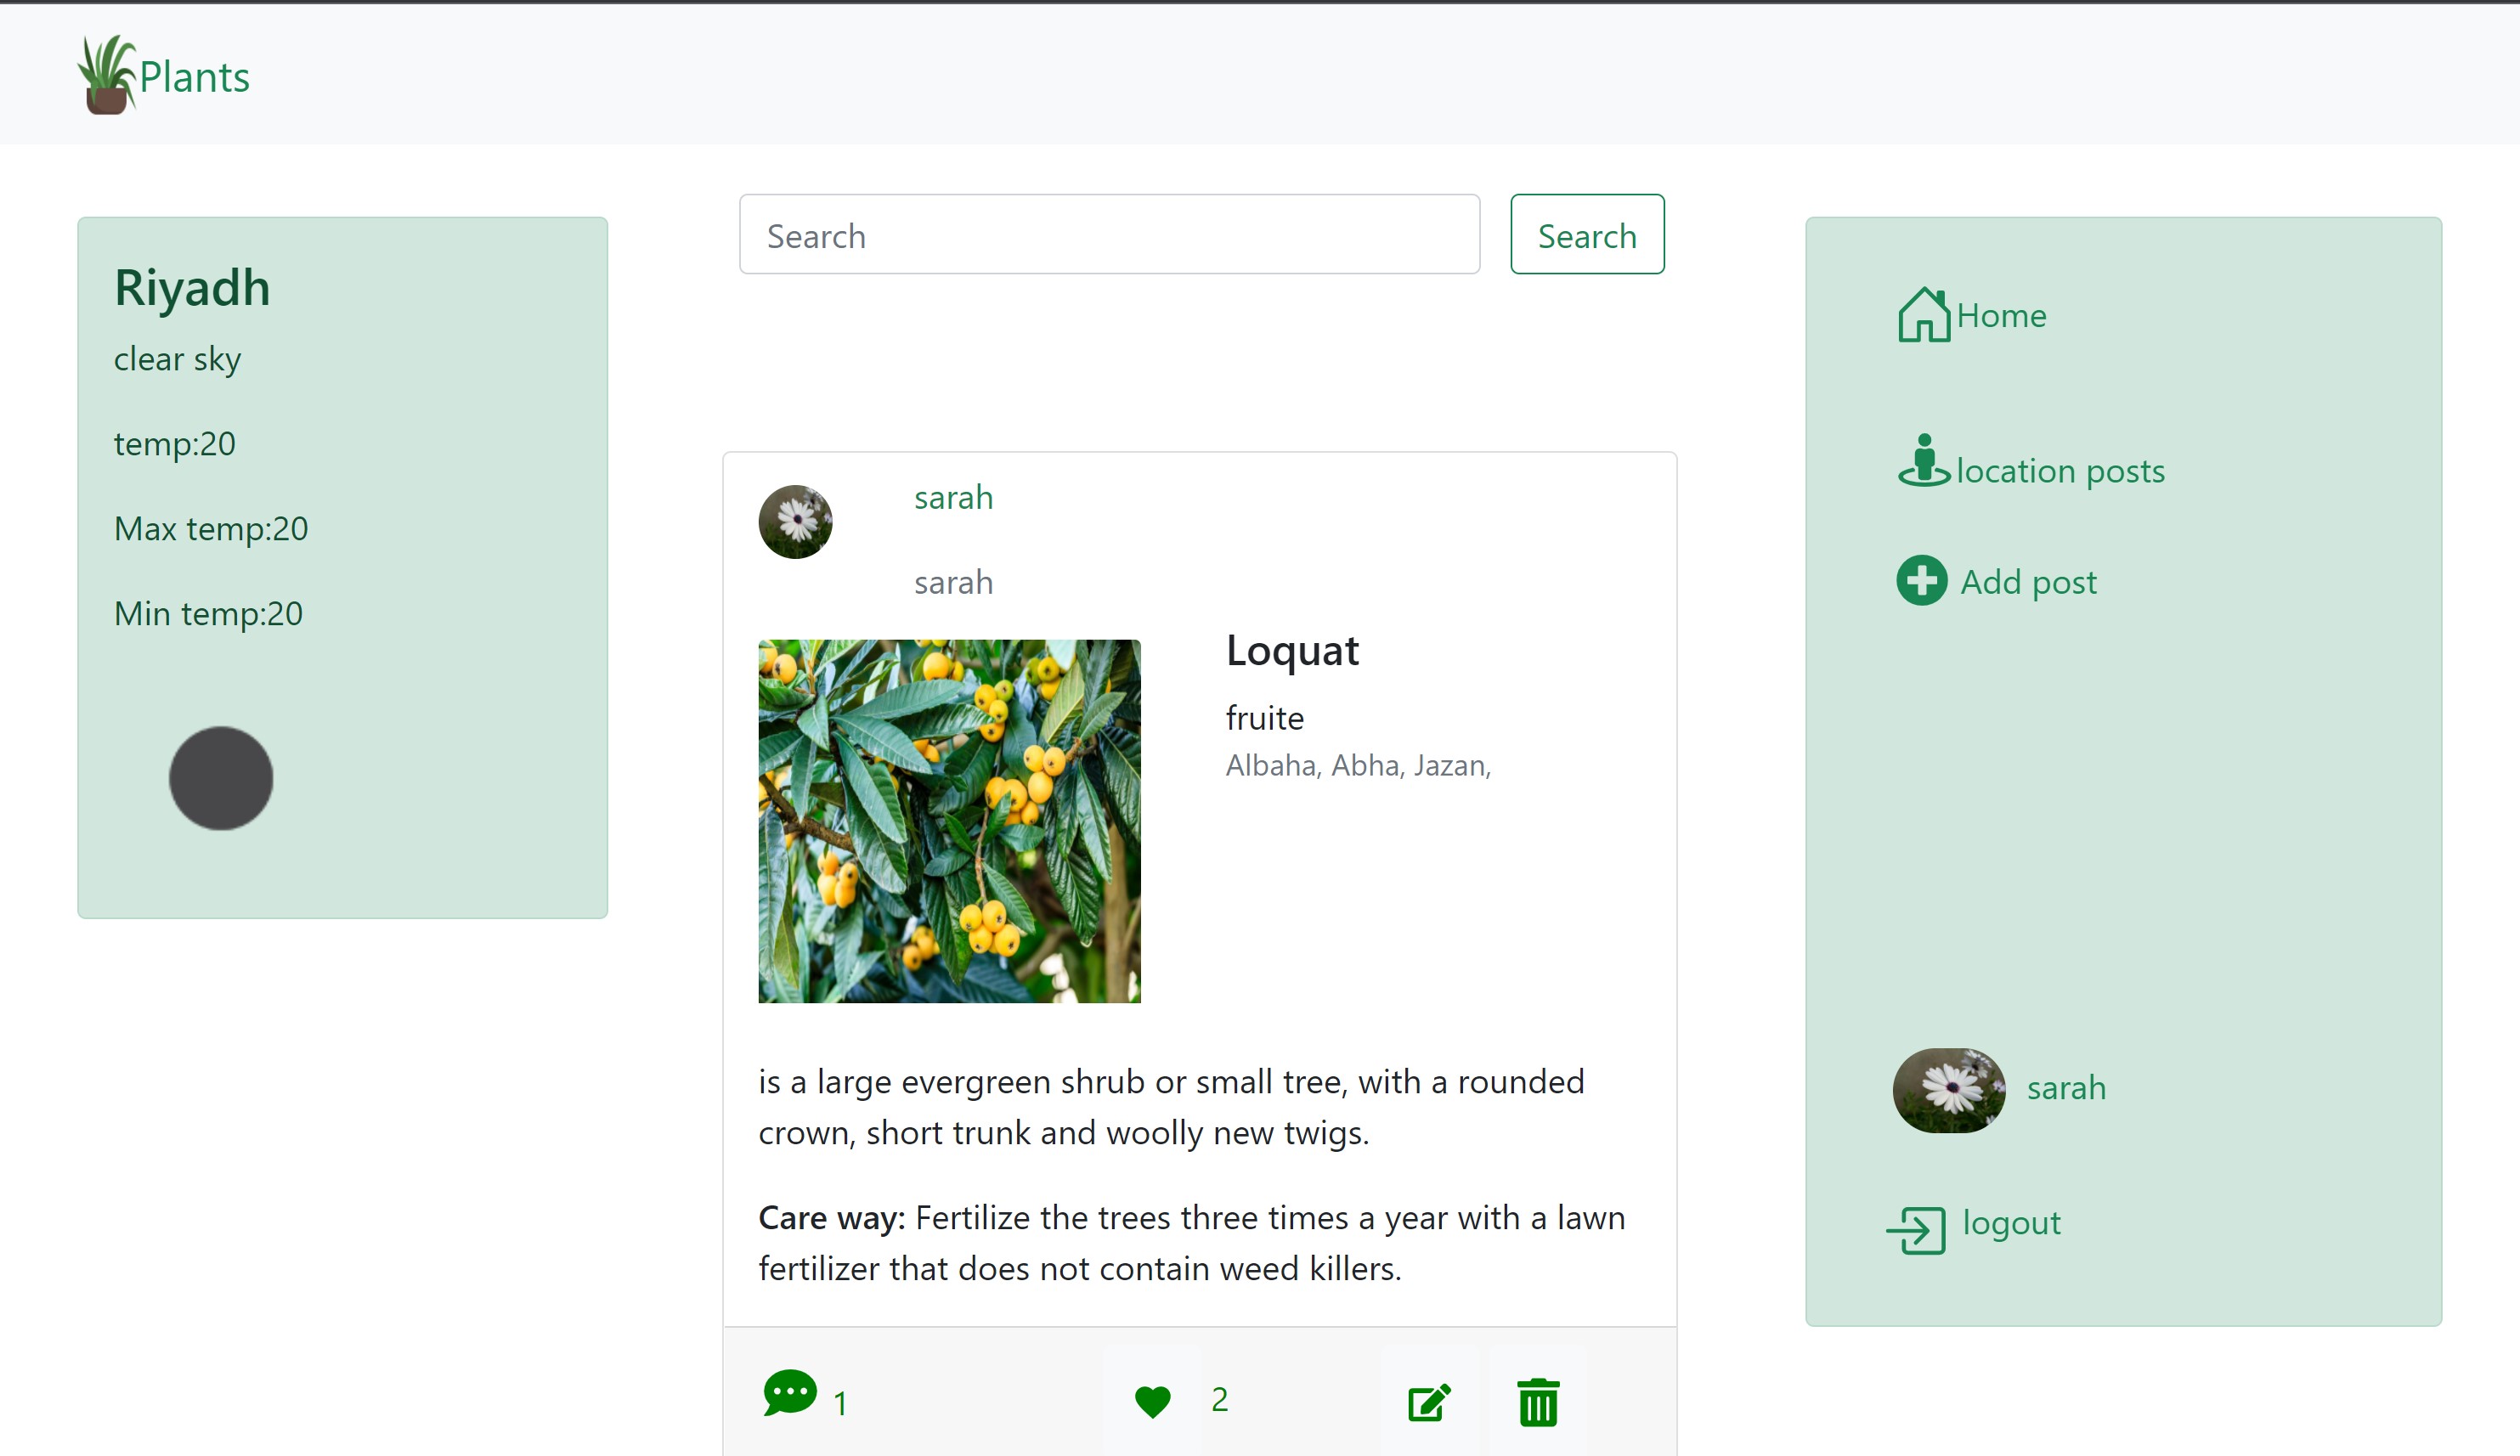 Plants
Riyadh
clear sky
temp:20
Max temp:20
Min temp:20
Search
Search
sarah
sarah
Loquat
fruite
Albaha, Abha, Jazan,
is a large evergreen shrub or small tree, with a rounded
crown, short trunk and woolly new twigs.
Care way: Fertilize the trees three times a year with a lawn
fertilizer that does not contain weed killers.
1
2
Home
location posts
Add post
sarah
logout